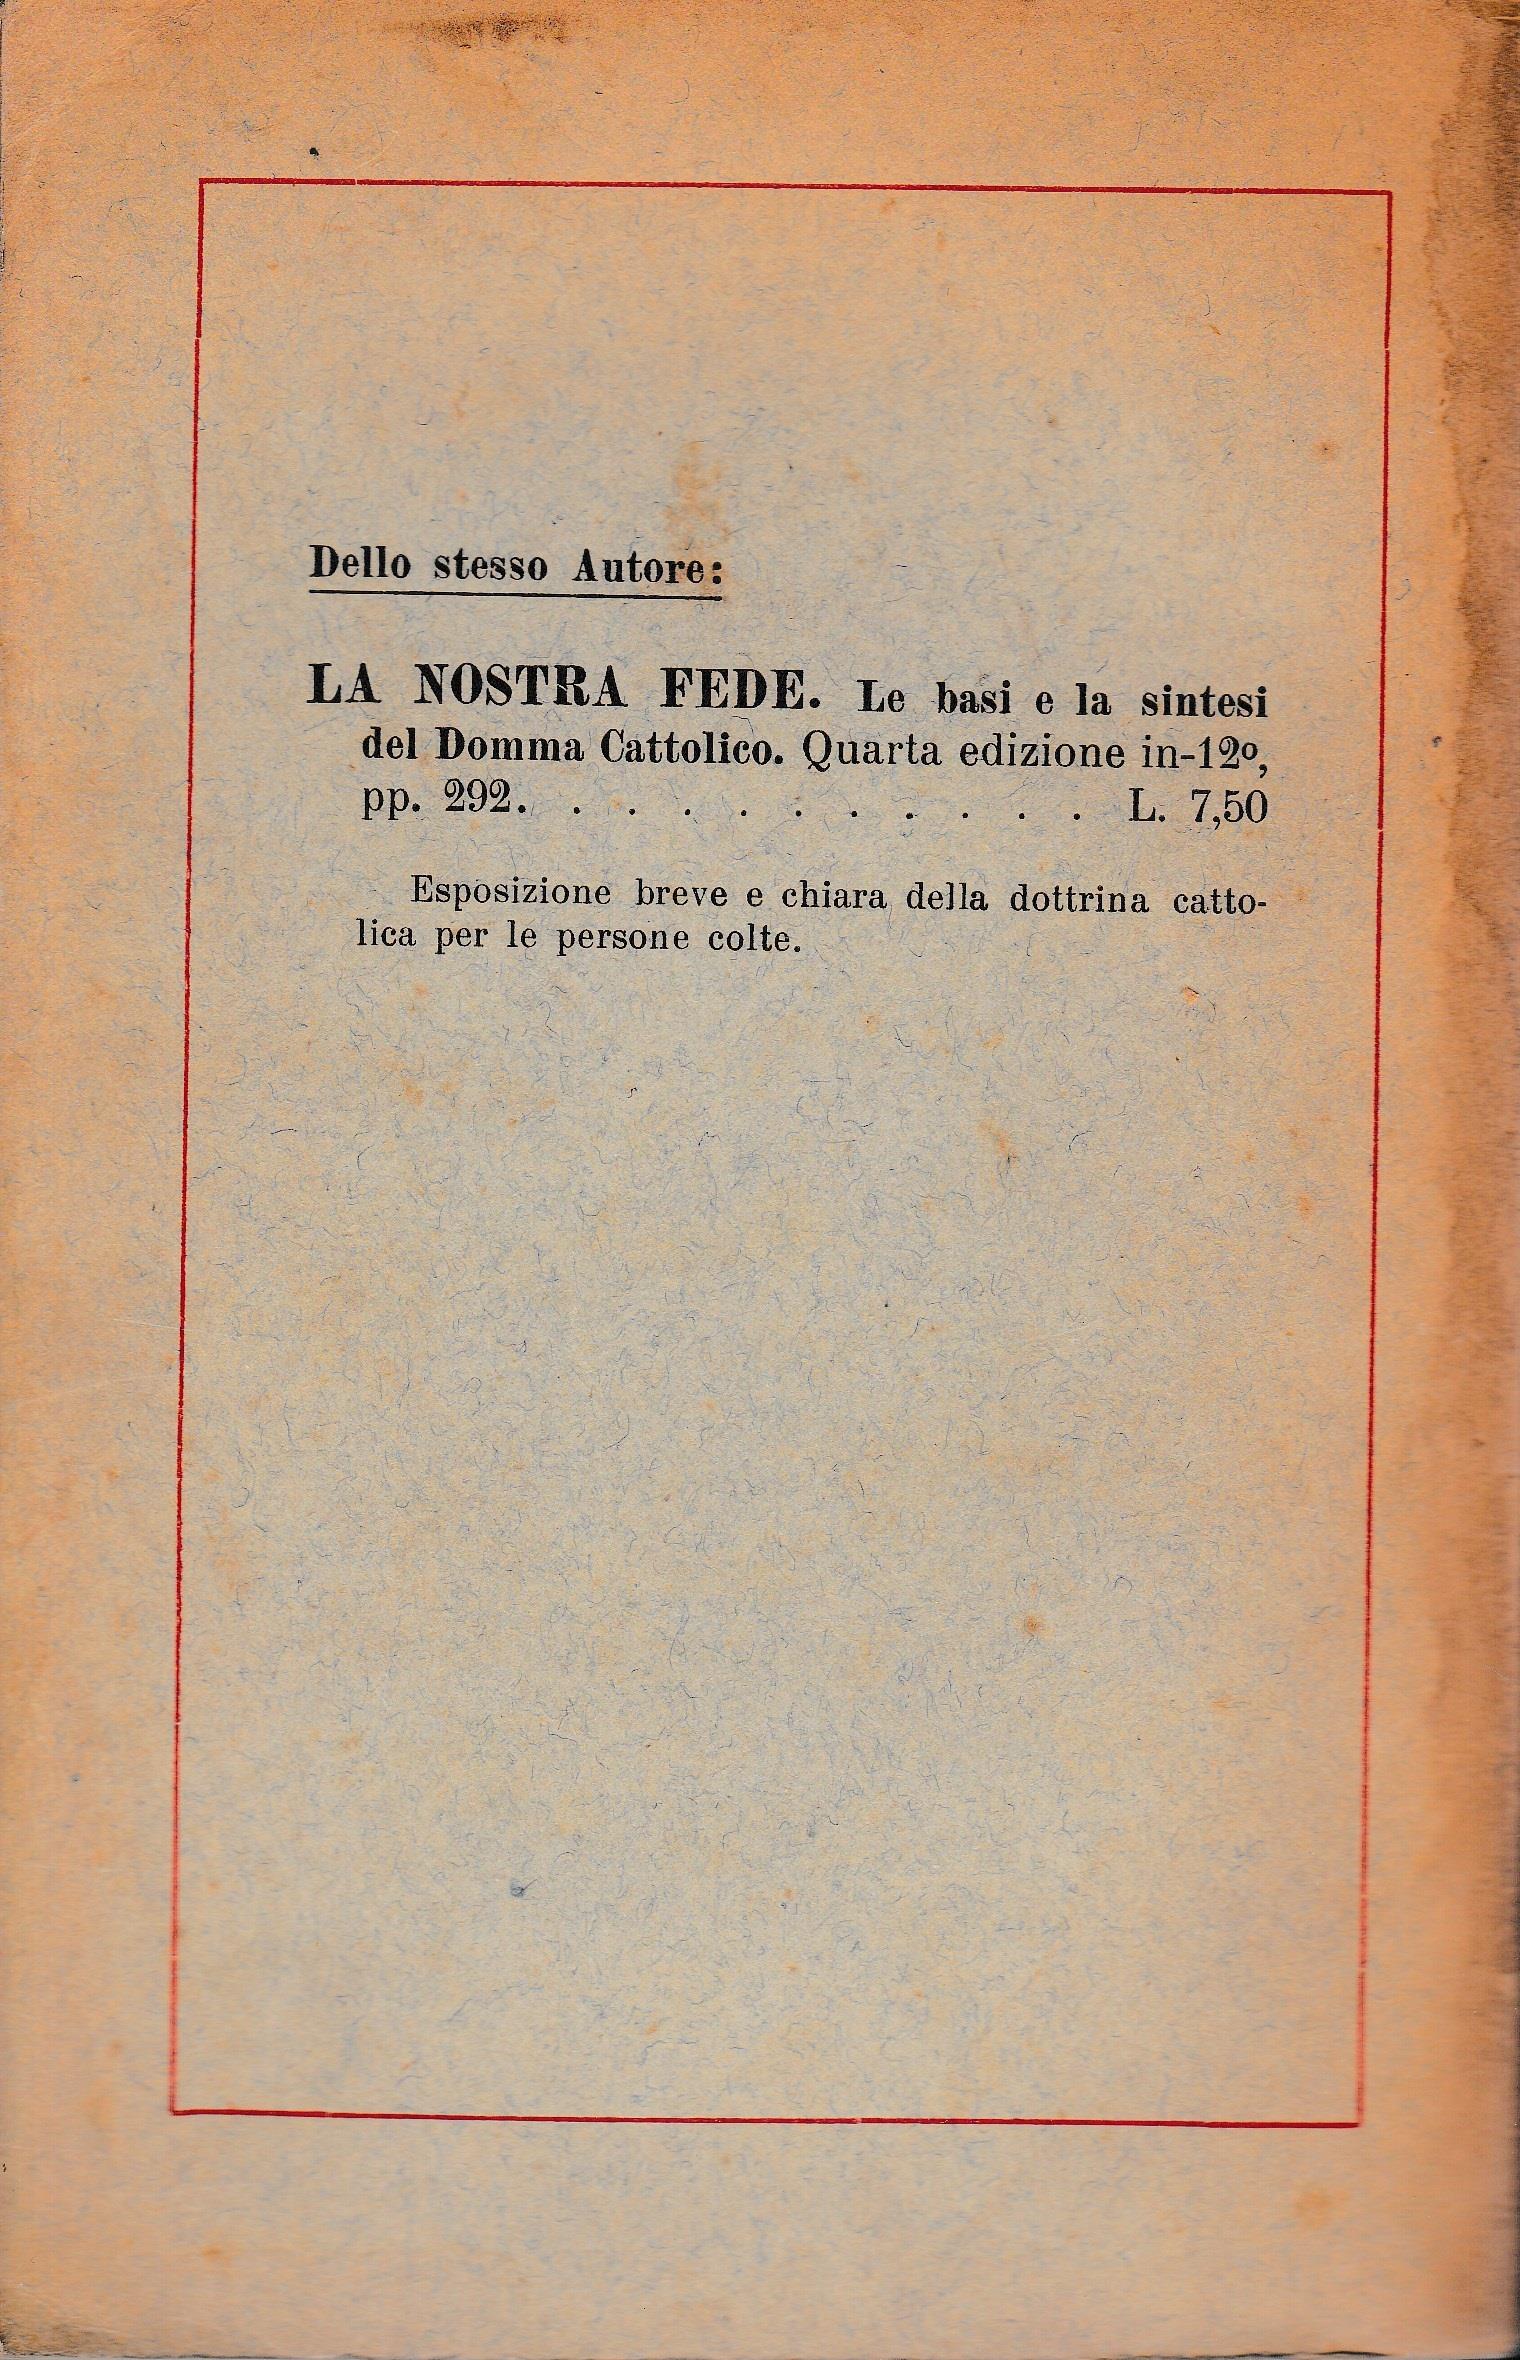 Dello stesso Autore:
LA NOSTRA FEDE. Le basi e la sintesi
del Domma Cattolico. Quarta edizione in-12º,
pp. 292. . . . . . . . . . . L. 7,50
Esposizione breve e chiara della dottrina catto-
lica per le persone colte.